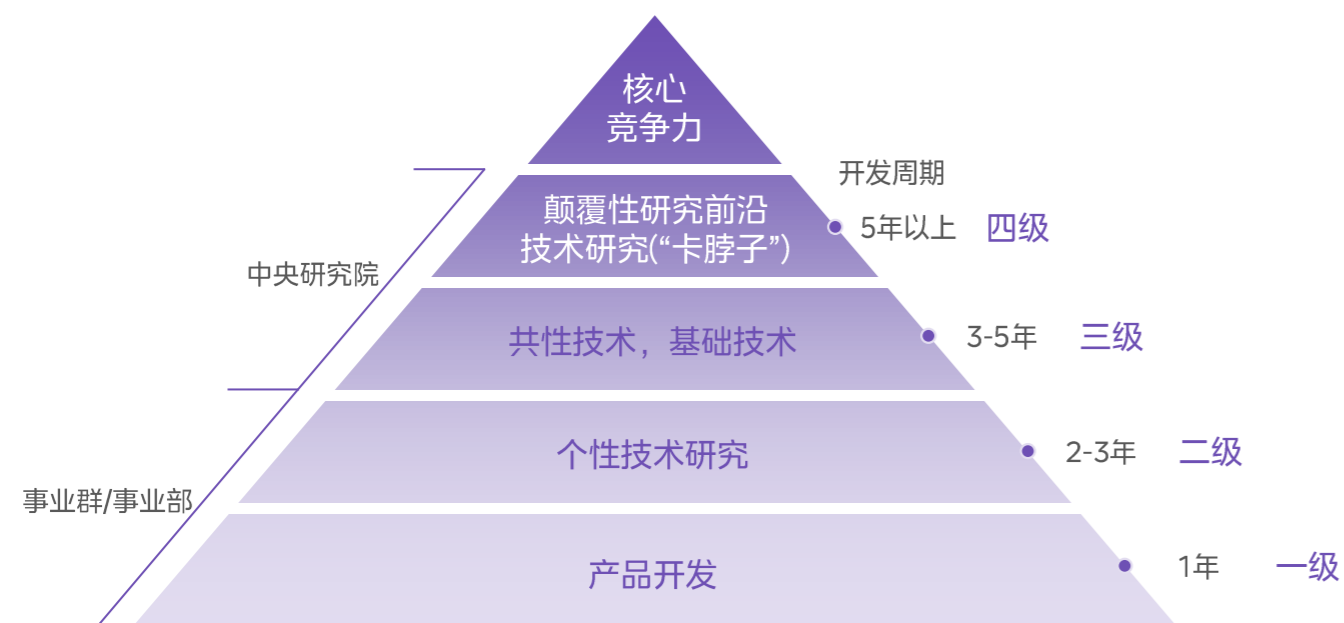 核心
竞争力
开发周期
颠覆性研究前沿
技术研究(“卡脖子”)
5年以上
四级
中央研究院
共性技术，基础技术
3-5年
三级
个性技术研究
2-3年
二级
事业群/事业部
产品开发
1年
一级